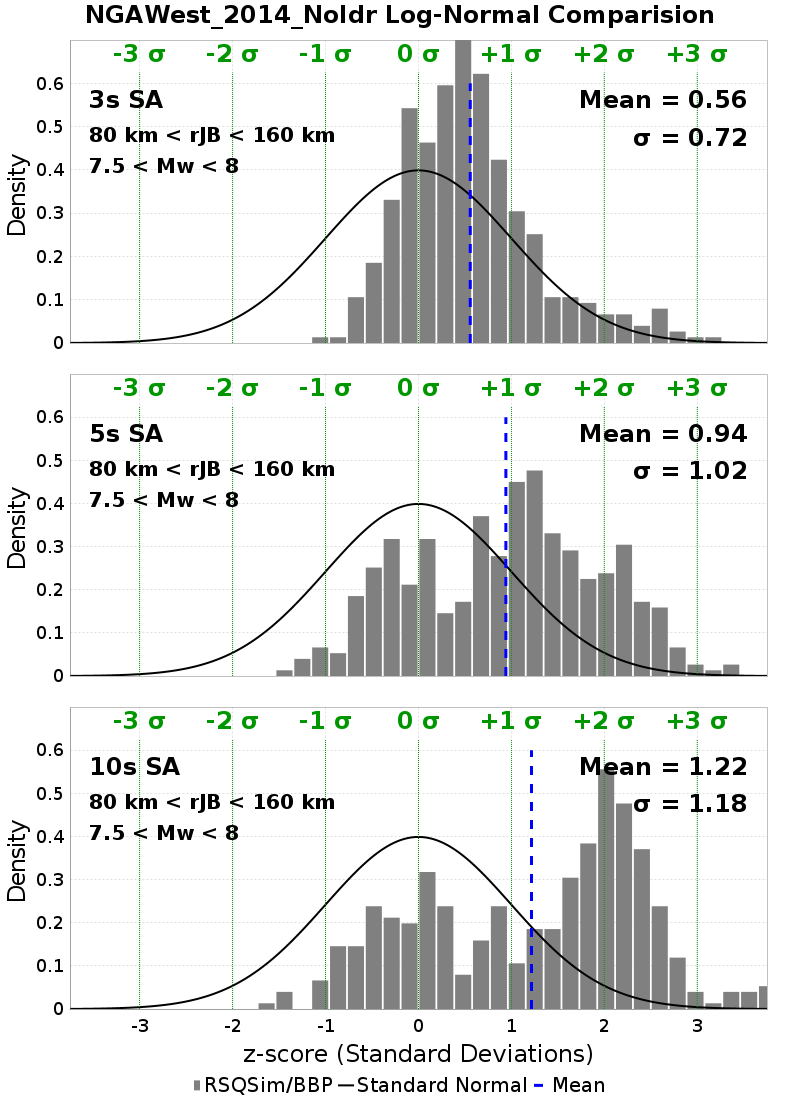 NGAWest_2014_NoIdr Log-Normal Comparision
-3 σ -2 σ -1 σ 0 σ +1 σ +2 σ +3 σ
3s SA
Mean = 0.56
80 km < rJB < 160 km
σ = 0.72
7.5 < Mw < 8
Density
0.6
0.5
0.4
0.3
0.2
0.1
0
-3 σ -2 σ -1 σ 0 σ +1 σ +2 σ +3 σ
5s SA
Mean = 0.94
80 km < rJB < 160 km
σ = 1.02
7.5 < Mw < 8
Density
0.6
0.5
0.4
0.3
0.2
0.1
0
-3 σ -2 σ -1 σ 0 σ +1 σ +2 σ +3 σ
10s SA
Mean = 1.22
80 km < rJB < 160 km
σ = 1.18
7.5 < Mw < 8
Density
0.6
0.5
0.4
0.3
0.2
0.1
0
-3 -2 -1 0 1 2 3
z-score (Standard Deviations)
RSQSim/BBP Standard Normal Mean